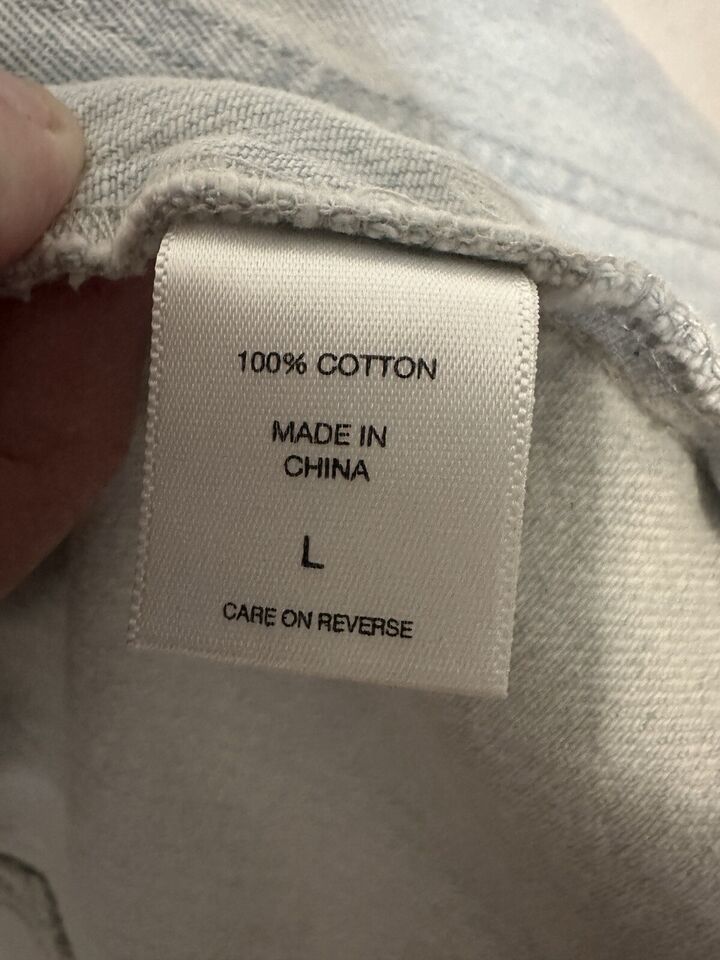 100% COTTON
MADE IN
CHINA
L
CARE ON REVERSE